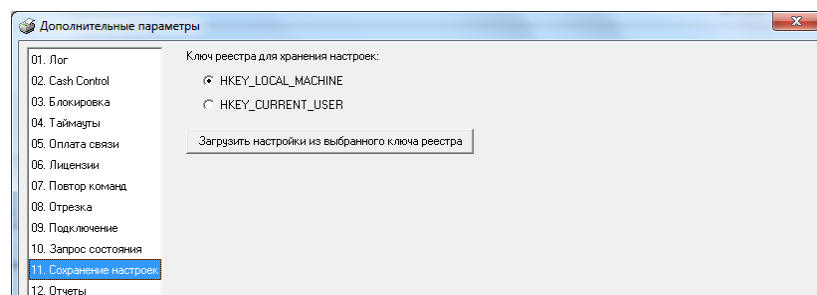 Дополнительные параметры
01. Лог
02. Cash Control
03. Блокировка
04. Таймауты
05. Оплата связи
06. Лицензии
07. Повтор команд
08. Отрезка
09. Подключение
10. Запрос состояния
11. Сохранение настроек
12. Отчеты
Ключ реестра для хранения настроек:
HKEY_LOCAL_MACHINE
HKEY_CURRENT_USER
Загрузить настройки из выбранного ключа реестра